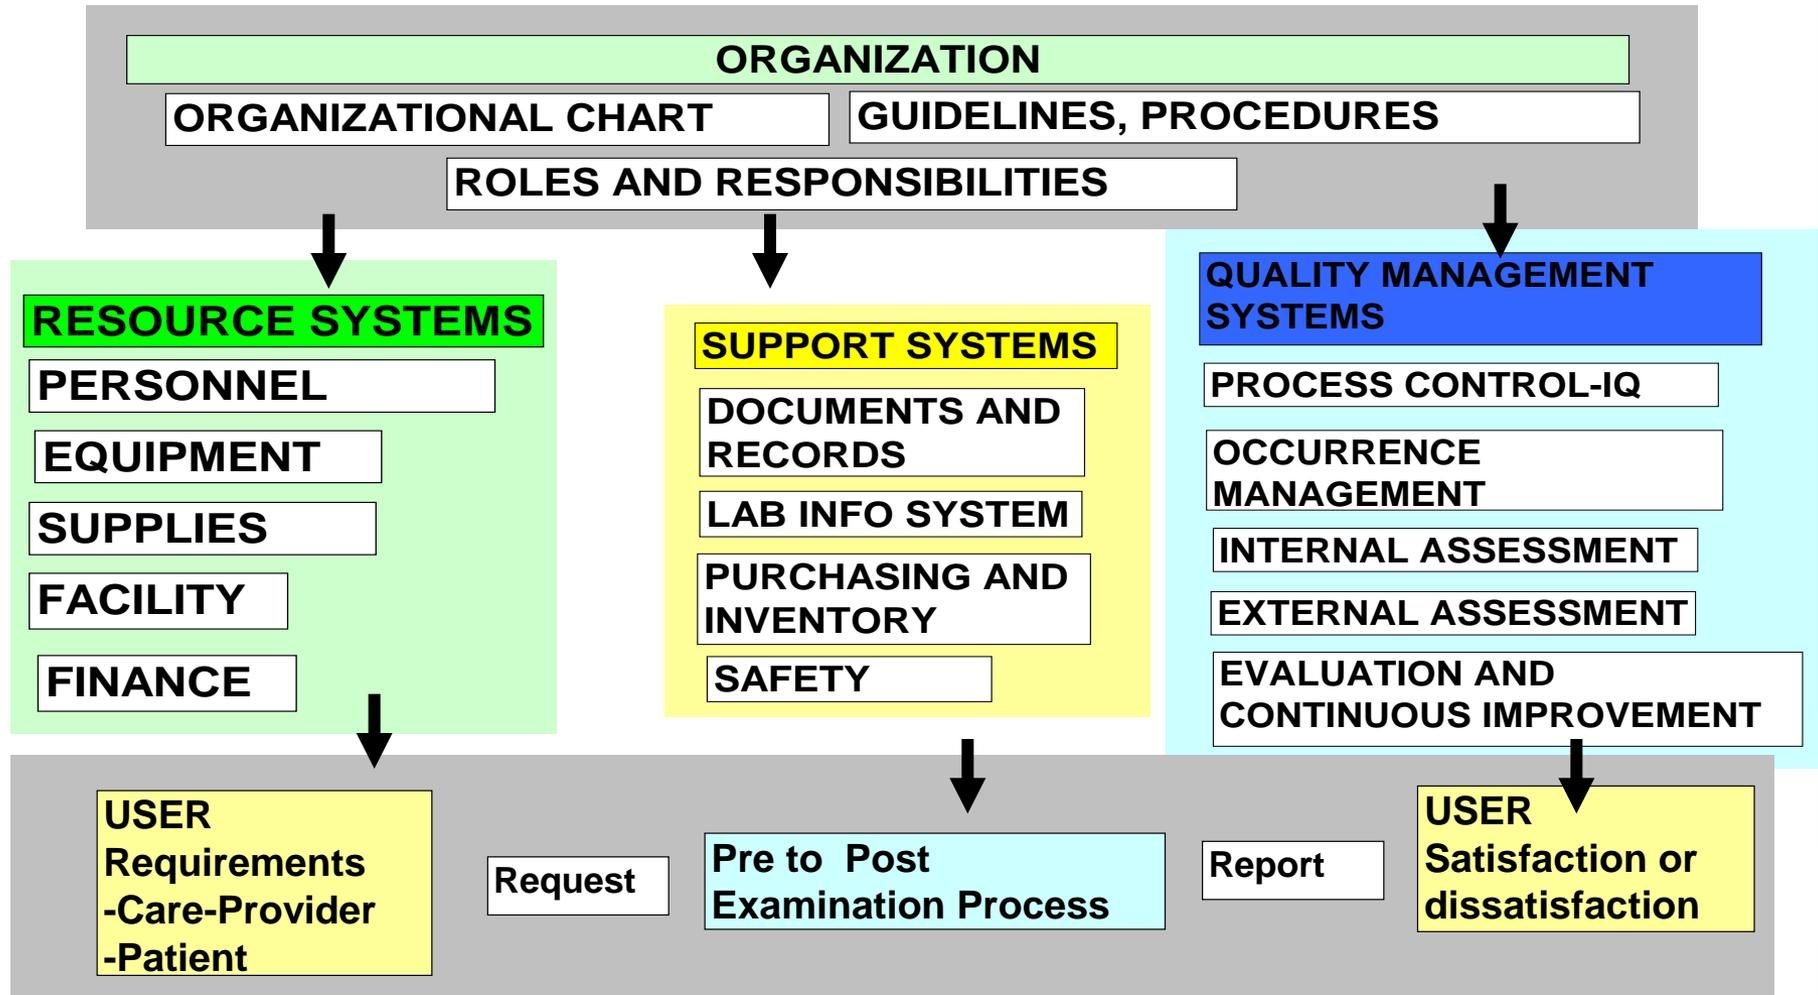 ORGANIZATION
ORGANIZATIONAL CHART
GUIDELINES, PROCEDURES
ROLES AND RESPONSIBILITIES
RESOURCE SYSTEMS
PERSONNEL
EQUIPMENT
SUPPLIES
FACILITY
FINANCE
SUPPORT SYSTEMS
DOCUMENTS AND
RECORDS
LAB INFO SYSTEM
PURCHASING AND
INVENTORY
SAFETY
QUALITY MANAGEMENT
SYSTEMS
PROCESS CONTROL-IQ
OCCURRENCE
MANAGEMENT
INTERNAL ASSESSMENT
EXTERNAL ASSESSMENT
EVALUATION AND
CONTINUOUS IMPROVEMENT
USER
Requirements
-Care-Provider
-Patient
Request
Pre to  Post
Examination Process
Report
USER
Satisfaction or
dissatisfaction